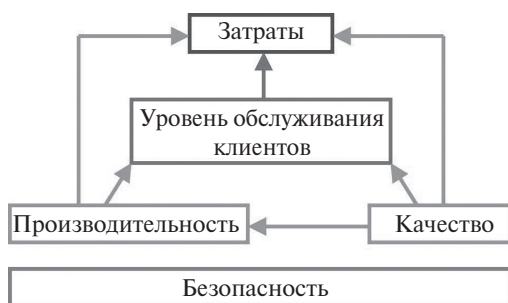 Затраты
Уровень обслуживания
клиентов
Производительность
Качество
Безопасность